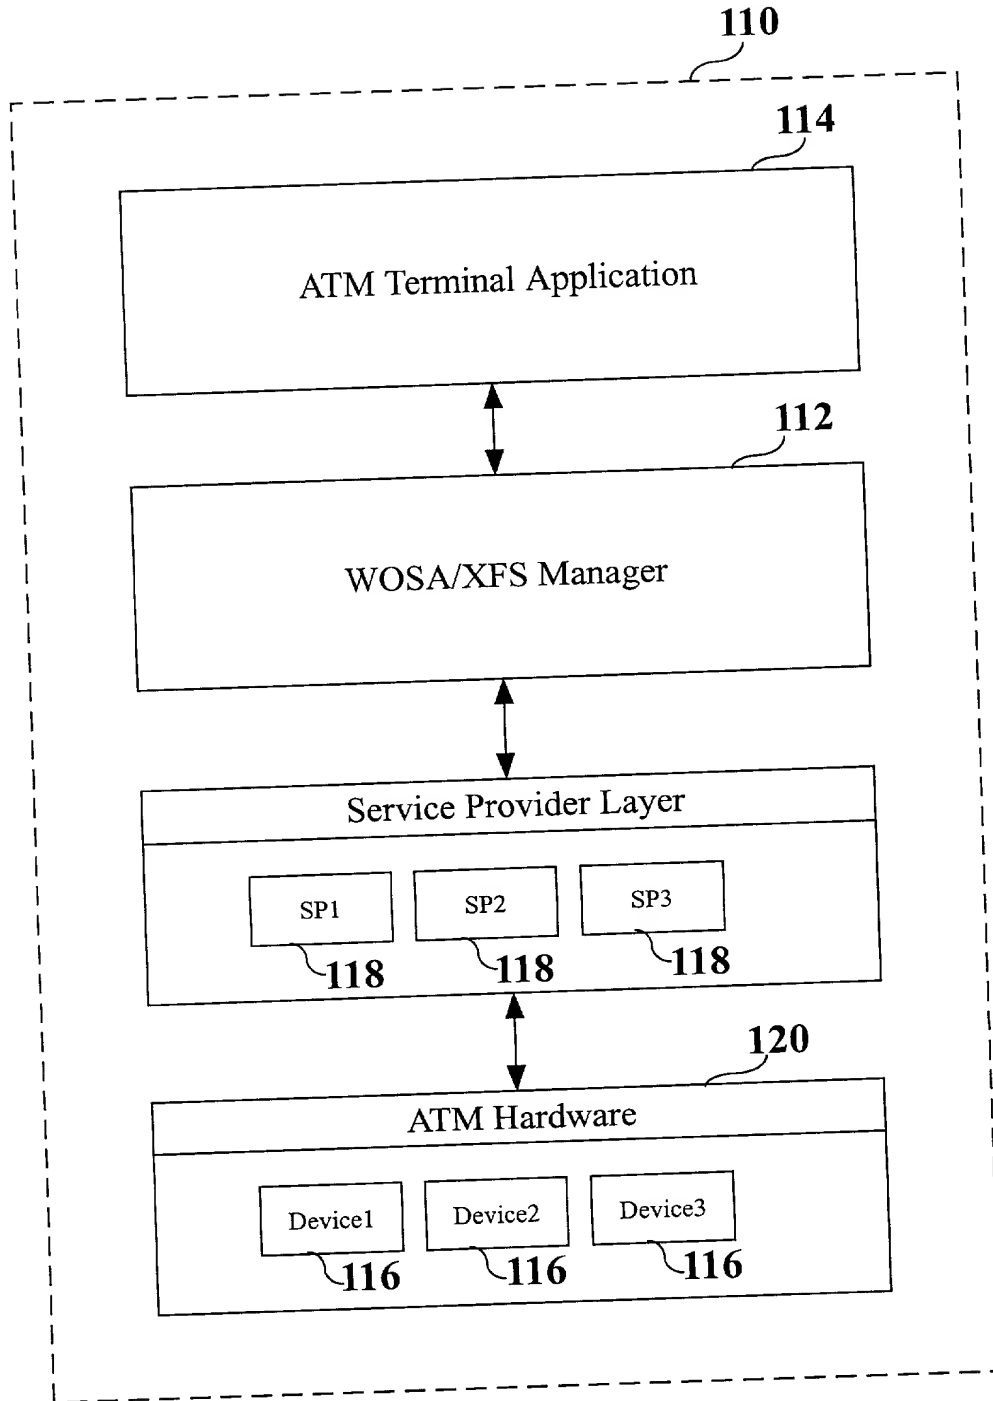 110
114
ATM Terminal Application
112
WOSA/XFS Manager
Service Provider Layer
SP1 SP2 SP3
118 118 118
120
ATM Hardware
Device1 Device2 Device3
116 116 116